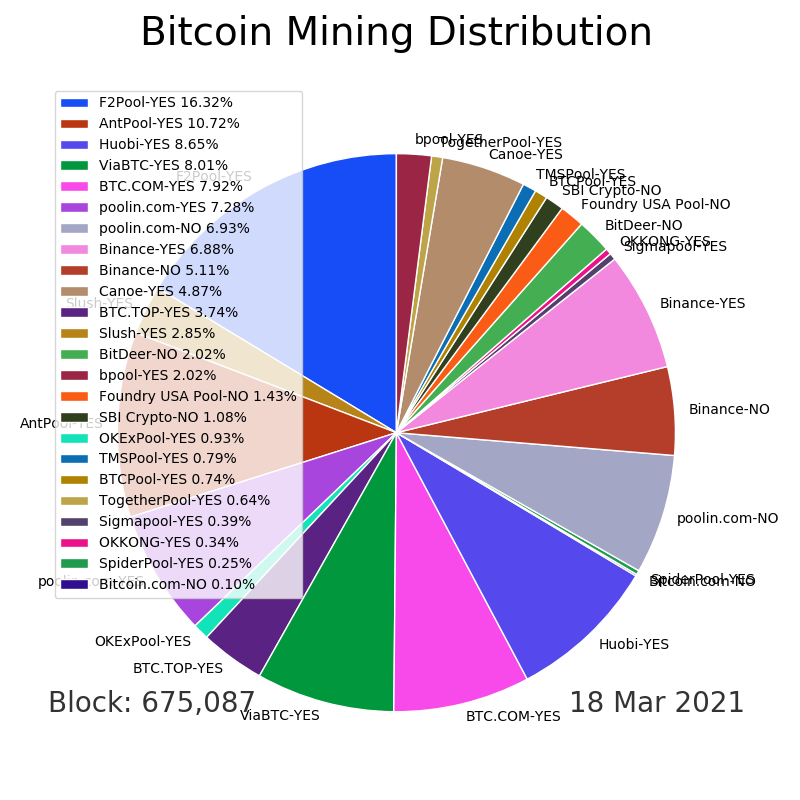 Bitcoin Mining Distribution
F2Pool-YES 16.32%
AntPool-YES 10.72%
Huobi-YES 8.65%
ViaBTC-YES 8.01%
BTC.COM-YES 7.92%
poolin.com-YES 7.28%
poolin.com-NO 6.93%
Binance-YES 6.88%
Binance-NO 5.11%
Canoe-YES 4.87%
BTC.TOP-YES 3.74%
Slush-YES 2.85%
BitDeer-NO 2.02%
bpool-YES 2.02%
Foundry USA Pool-NO 1.43%
SBI Crypto-NO 1.08%
OKExPool-YES 0.93%
TMSPool-YES 0.79%
BTCPool-YES 0.74%
TogetherPool-YES 0.64%
Sigmapool-YES 0.39%
OKKONG-YES 0.34%
SpiderPool-YES 0.25%
Bitcoin.com-NO 0.10%
bpool-YES
TogetherPool-YES
Canoe-YES
TMSPool-YES
BTCPool-YES
SBI Crypto-NO
Foundry USA Pool-NO
BitDeer-NO
OKKONG-YES
Sigmapool-YES
Binance-YES
Binance-NO
poolin.com-NO
SpiderPool-YES
Bitcoin.com-NO
Huobi-YES
BTC.COM-YES
ViaBTC-YES
BTC.TOP-YES
OKExPool-YES
poolin.com-YES
AntPool-YES
Slush-YES
F2Pool-YES
Block: 675,087
18 Mar 2021